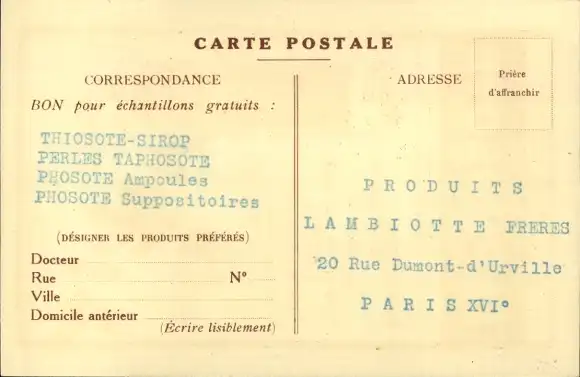 CARTE POSTALE
CORRESPONDANCE
BON pour échantillons gratuits :
THIOSOTE-SIROP
PERLES TAPHOSOTE
PHOSOTE Ampoules
PHOSOTE Suppositoires
(DÉSIGNER LES PRODUITS PRÉFÉRÉS)
Docteur
Rue N°
Ville
Domicile antérieur
(Écrire lisiblement)
ADRESSE
Prière
d'affranchir
PRODUITS
LAMBIOTTE FRERES
20 Rue Dumont-d'Urville
PARIS XVI°